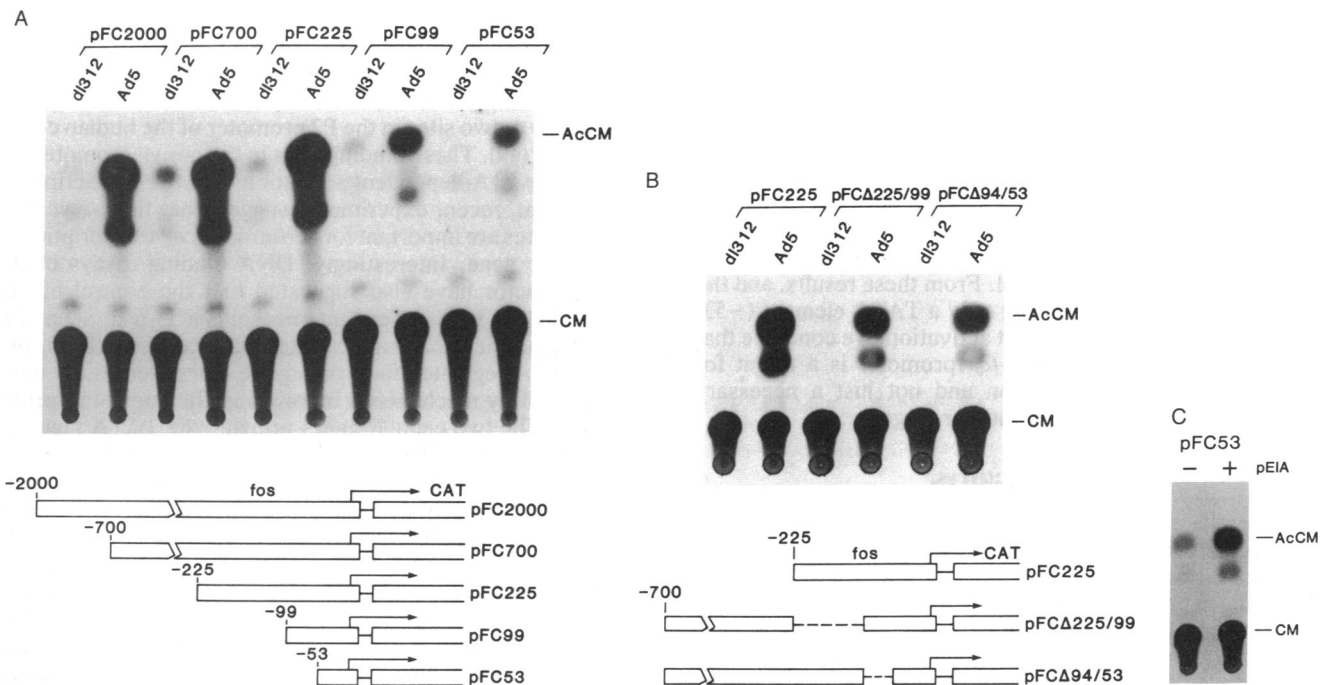 A
pFC2000 pFC700 pFC225 pFC99 pFC53
dl312 Ad5 dl312 Ad5 dl312 Ad5 dl312 Ad5 dl312 Ad5
AcCM
CM
-2000 fos CAT pFC2000
-700 pFC700
-225 pFC225
-99 pFC99
-53 pFC53
B
pFC225 pFCΔ225/99 pFCΔ94/53
dl312 Ad5 dl312 Ad5 dl312 Ad5
AcCM
CM
-225 fos CAT pFC225
-700 pFCΔ225/99
pFCΔ94/53
C
pFC53
− + pEIA
AcCM
CM